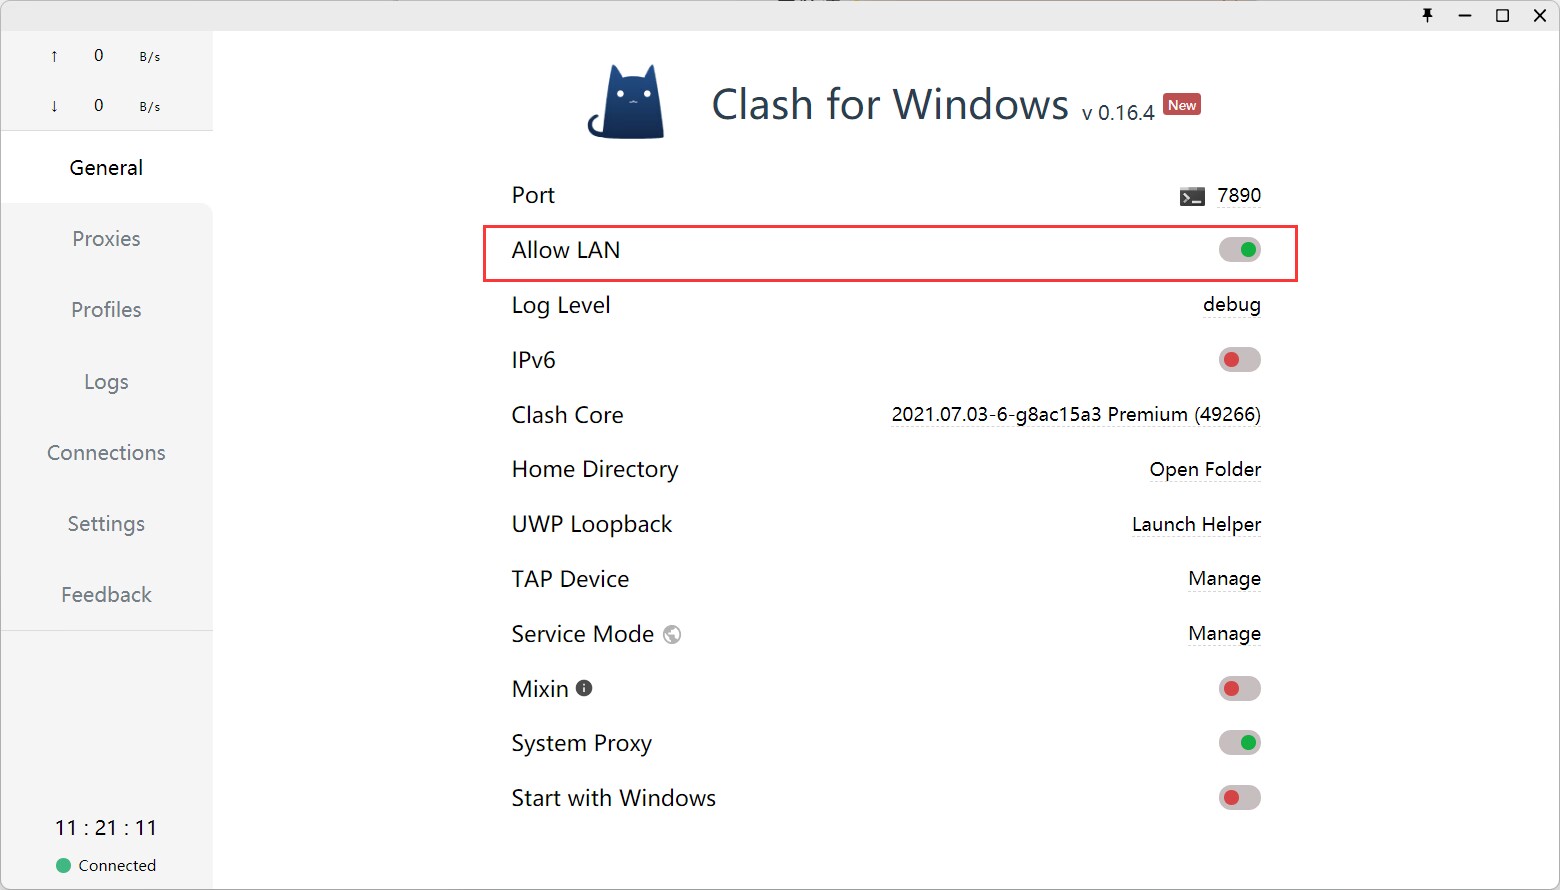 ↑ 0 B/s
↓ 0 B/s
General
Proxies
Profiles
Logs
Connections
Settings
Feedback
11 : 21 : 11
Connected
Clash for Windows v 0.16.4 New
Port 7890
Allow LAN
Log Level debug
IPv6
Clash Core 2021.07.03-6-g8ac15a3 Premium (49266)
Home Directory Open Folder
UWP Loopback Launch Helper
TAP Device Manage
Service Mode Manage
Mixin
System Proxy
Start with Windows